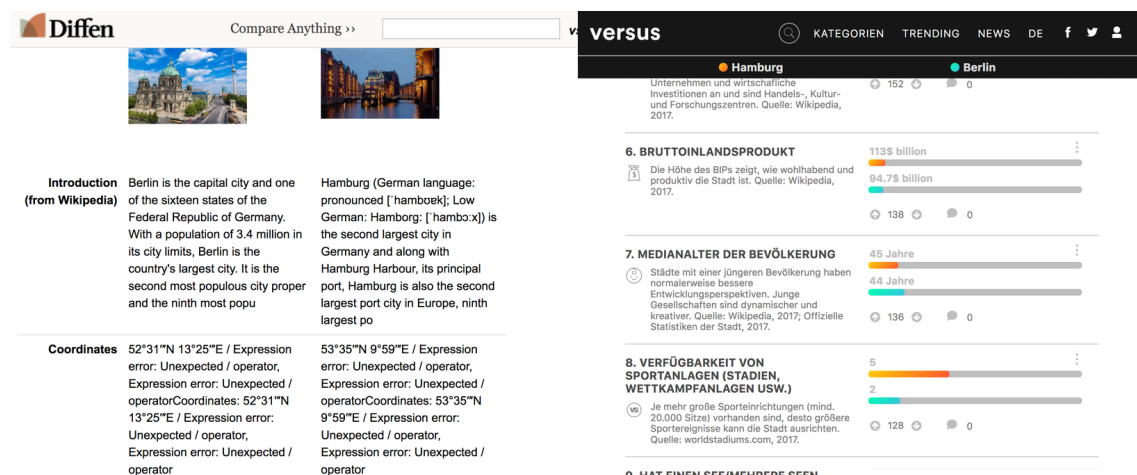 Diffen
Compare Anything ››
vs
Introduction
(from Wikipedia)
Berlin is the capital city and one
of the sixteen states of the
Federal Republic of Germany.
With a population of 3.4 million in
its city limits, Berlin is the
country's largest city. It is the
second most populous city proper
and the ninth most popu
Hamburg (German language:
pronounced [ˈhambʊɐk]; Low
German: Hamborg: [ˈhambɔːx]) is
the second largest city in
Germany and along with
Hamburg Harbour, its principal
port, Hamburg is also the second
largest port city in Europe, ninth
largest po
Coordinates
52°31′″N 13°25′″E / Expression
error: Unexpected / operator,
Expression error: Unexpected /
operatorCoordinates: 52°31′″N
13°25′″E / Expression error:
Unexpected / operator,
Expression error: Unexpected /
operator
53°35′″N 9°59′″E / Expression
error: Unexpected / operator,
Expression error: Unexpected /
operatorCoordinates: 53°35′″N
9°59′″E / Expression error:
Unexpected / operator,
Expression error: Unexpected /
operator
versus
KATEGORIEN TRENDING NEWS DE
Hamburg
Berlin
Unternehmen und wirtschaftliche
Investitionen an und sind Handels-, Kultur-
und Forschungszentren. Quelle: Wikipedia,
2017.
152 0
6. BRUTTOINLANDSPRODUKT
Die Höhe des BIPs zeigt, wie wohlhabend und
produktiv die Stadt ist. Quelle: Wikipedia,
2017.
113$ billion
94.7$ billion
138 0
7. MEDIANALTER DER BEVÖLKERUNG
Städte mit einer jüngeren Bevölkerung haben
normalerweise bessere
Entwicklungsperspektiven. Junge
Gesellschaften sind dynamischer und
kreativer. Quelle: Wikipedia, 2017; Offizielle
Statistiken der Stadt, 2017.
45 Jahre
44 Jahre
136 0
8. VERFÜGBARKEIT VON
SPORTANLAGEN (STADIEN,
WETTKAMPFANLAGEN USW.)
VS
Je mehr große Sporteinrichtungen (mind.
20.000 Sitze) vorhanden sind, desto größere
Sportereignisse kann die Stadt ausrichten.
Quelle: worldstadiums.com, 2017.
5
2
128 0
9. HAT EINEN SEE/MEHRERE SEEN